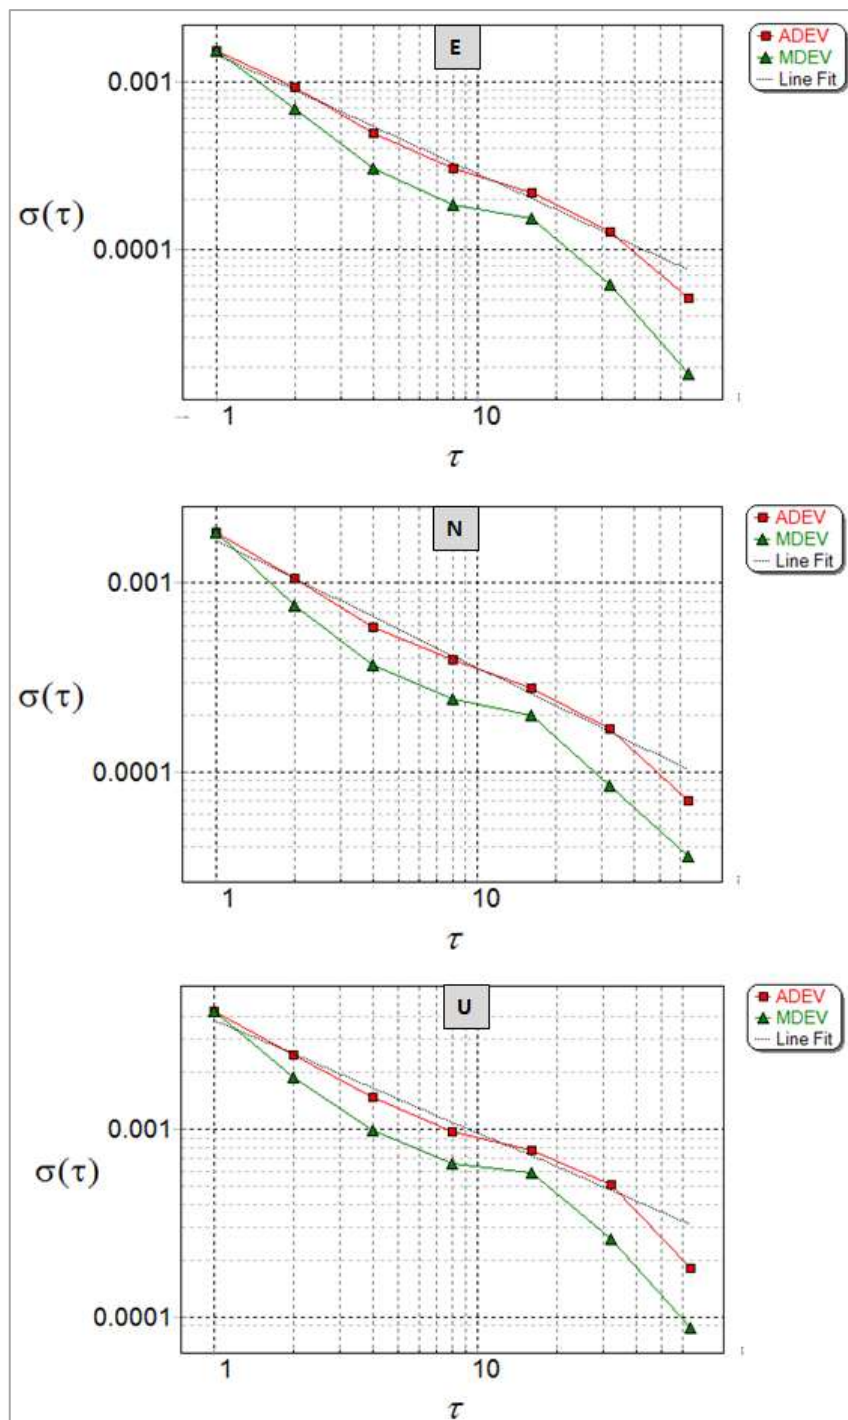 E
ADEV
MDEV
Line Fit
0.001
σ(τ)
0.0001
1 10
τ
N
ADEV
MDEV
Line Fit
0.001
σ(τ)
0.0001
1 10
τ
U
ADEV
MDEV
Line Fit
0.001
σ(τ)
0.0001
1 10
τ